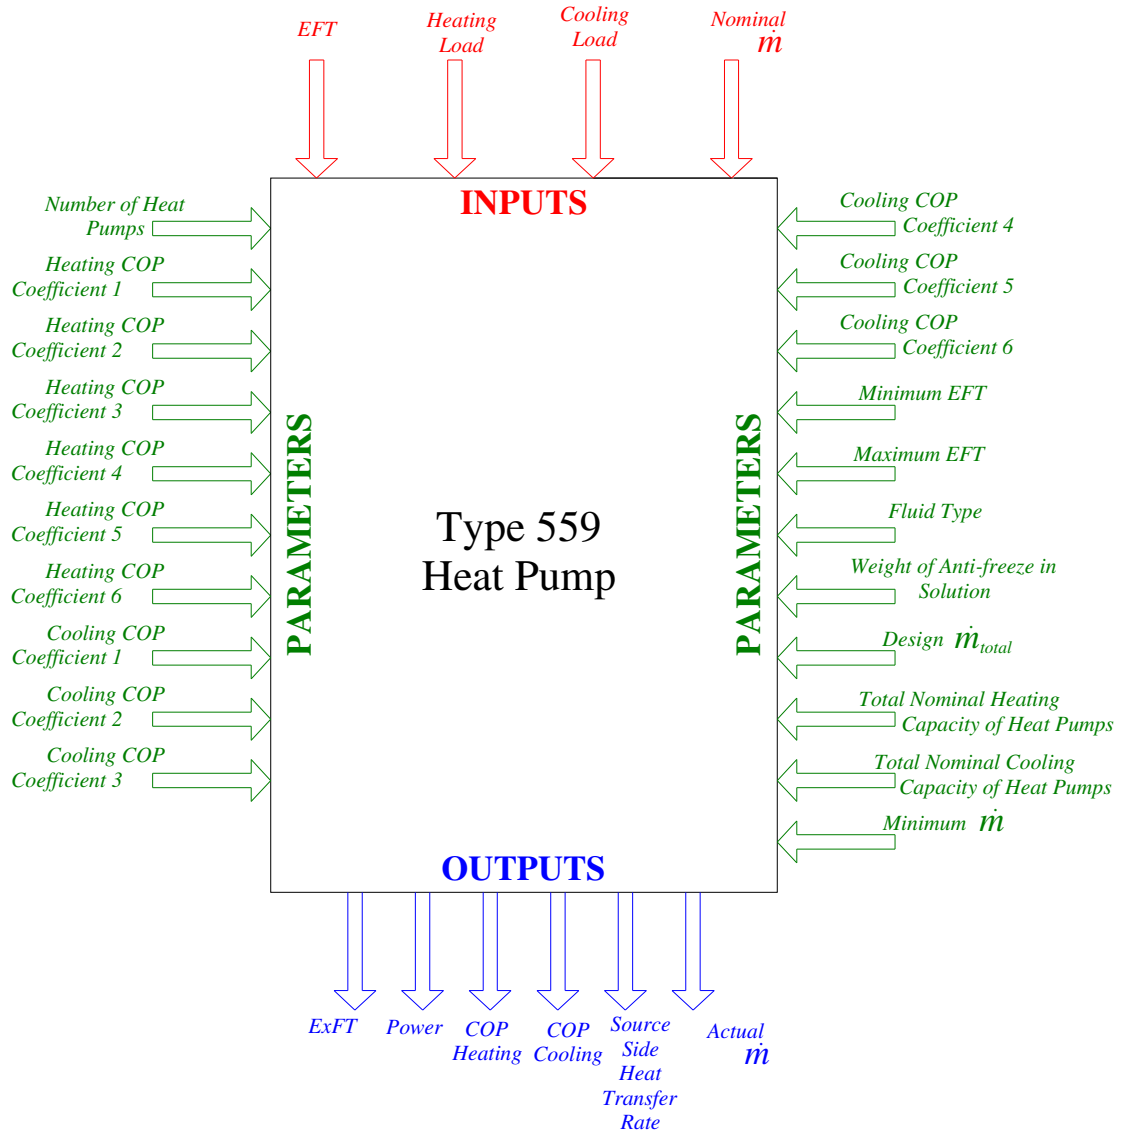 EFT
Heating
Load
Cooling
Load
Nominal
ṁ
INPUTS
Number of Heat
Pumps
Heating COP
Coefficient 1
Heating COP
Coefficient 2
Heating COP
Coefficient 3
Heating COP
Coefficient 4
Heating COP
Coefficient 5
Heating COP
Coefficient 6
Cooling COP
Coefficient 1
Cooling COP
Coefficient 2
Cooling COP
Coefficient 3
PARAMETERS
Type 559
Heat Pump
PARAMETERS
Cooling COP
Coefficient 4
Cooling COP
Coefficient 5
Cooling COP
Coefficient 6
Minimum EFT
Maximum EFT
Fluid Type
Weight of Anti-freeze in
Solution
Design ṁ total
Total Nominal Heating
Capacity of Heat Pumps
Total Nominal Cooling
Capacity of Heat Pumps
Minimum ṁ
OUTPUTS
ExFT
Power
COP
Heating
COP
Cooling
Source
Side
Heat
Transfer
Rate
Actual
ṁ